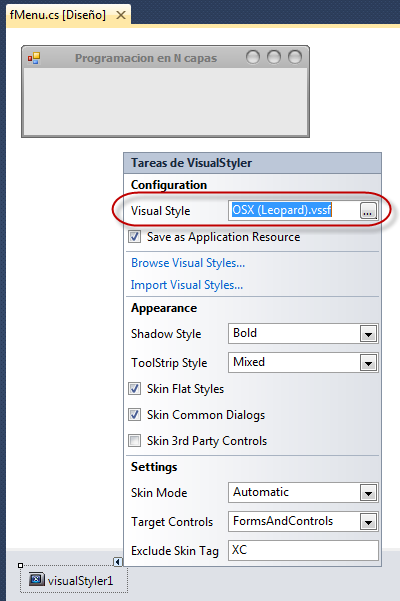 fMenu.cs [Diseño]
Programacion en N capas
Tareas de VisualStyler
Configuration
Visual Style OSX (Leopard).vssf ...
Save as Application Resource
Browse Visual Styles...
Import Visual Styles...
Appearance
Shadow Style Bold
ToolStrip Style Mixed
Skin Flat Styles
Skin Common Dialogs
Skin 3rd Party Controls
Settings
Skin Mode Automatic
Target Controls FormsAndControls
Exclude Skin Tag XC
visualStyler1